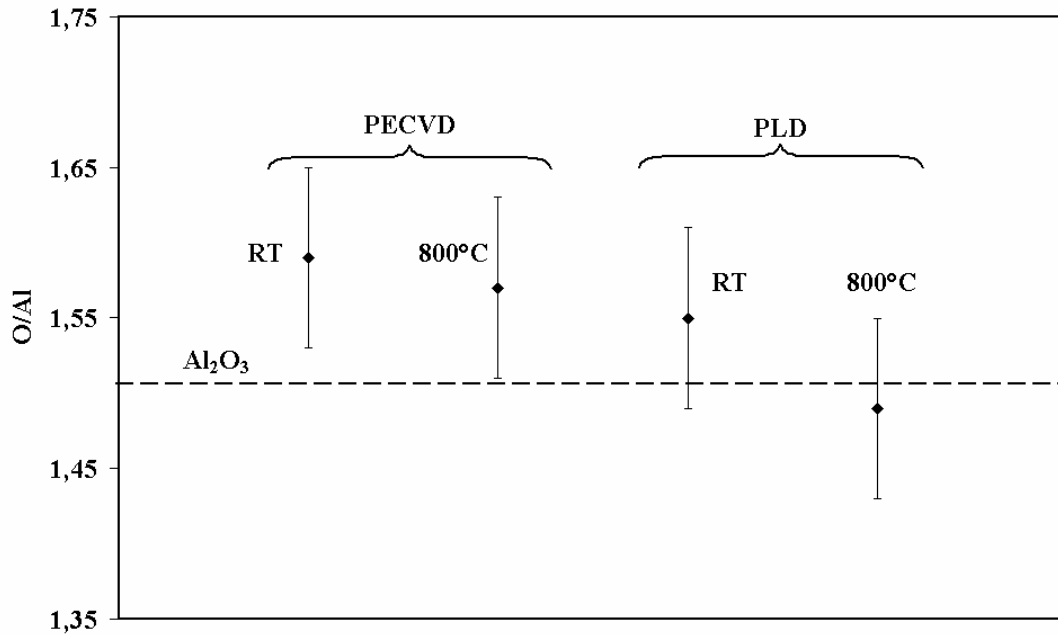 1,75
1,65
1,55
1,45
1,35
O/Al
PECVD
PLD
RT
800°C
RT
800°C
Al₂O₃